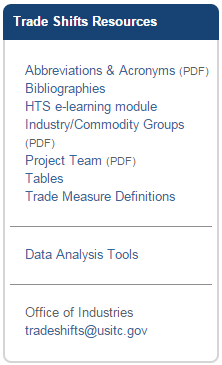 Trade Shifts Resources
Abbreviations & Acronyms (PDF)
Bibliographies
HTS e-learning module
Industry/Commodity Groups
(PDF)
Project Team (PDF)
Tables
Trade Measure Definitions
Data Analysis Tools
Office of Industries
tradeshifts@usitc.gov